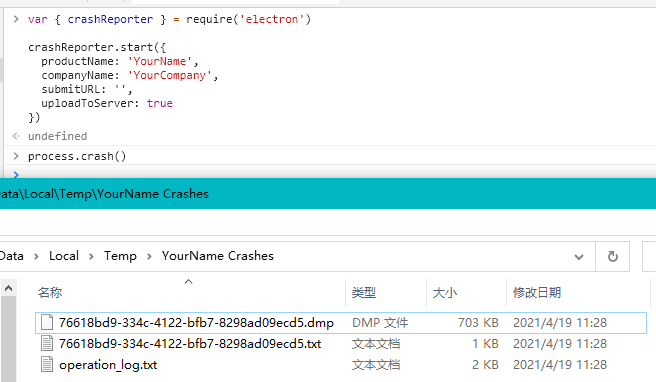 var { crashReporter } = require('electron')
crashReporter.start({
productName: 'YourName',
companyName: 'YourCompany',
submitURL: '',
uploadToServer: true
})
undefined
process.crash()
Data\Local\Temp\YourName Crashes
Data > Local > Temp > YourName Crashes
名称 类型 大小 修改日期
76618bd9-334c-4122-bfb7-8298ad09ecd5.dmp DMP 文件 703 KB 2021/4/19 11:28
76618bd9-334c-4122-bfb7-8298ad09ecd5.txt 文本文档 1 KB 2021/4/19 11:28
operation_log.txt 文本文档 2 KB 2021/4/19 11:28